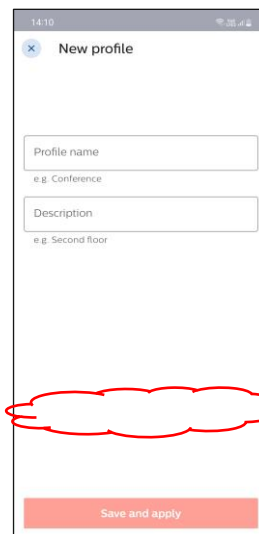 14:10
New profile
Profile name
e.g. Conference
Description
e.g. Second floor
Save and apply